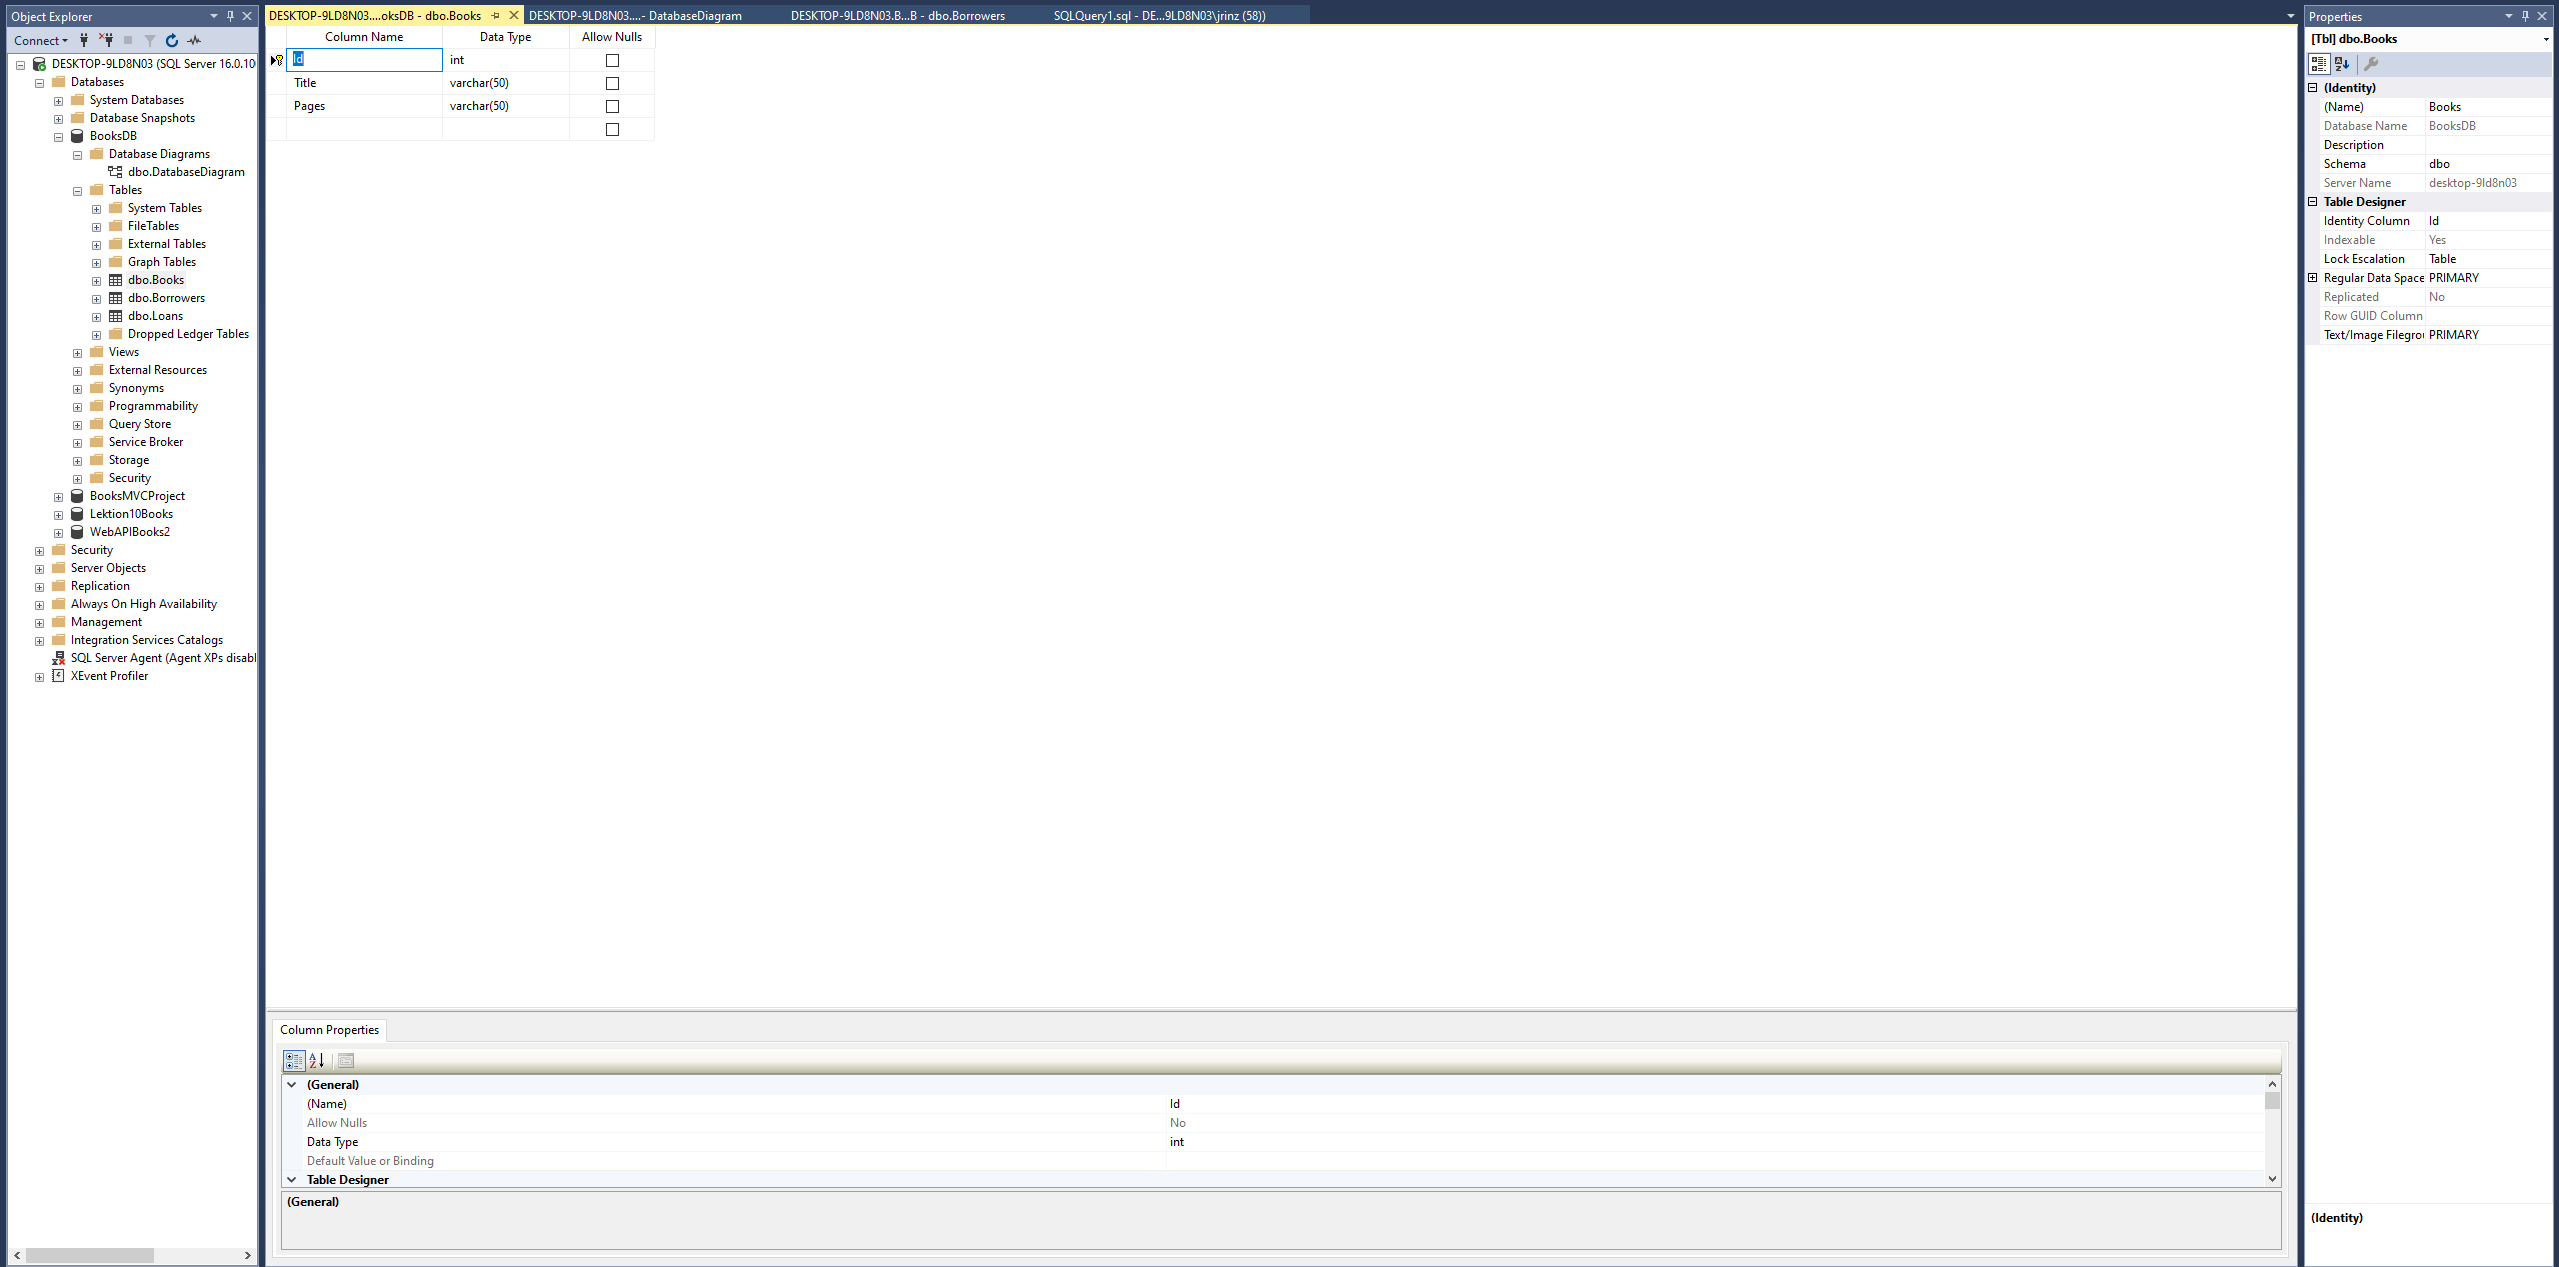 Object Explorer
Connect
DESKTOP-9LD8N03 (SQL Server 16.0.10
Databases
System Databases
Database Snapshots
BooksDB
Database Diagrams
dbo.DatabaseDiagram
Tables
System Tables
FileTables
External Tables
Graph Tables
dbo.Books
dbo.Borrowers
dbo.Loans
Dropped Ledger Tables
Views
External Resources
Synonyms
Programmability
Query Store
Service Broker
Storage
Security
BooksMVCProject
Lektion10Books
WebAPIBooks2
Security
Server Objects
Replication
Always On High Availability
Management
Integration Services Catalogs
SQL Server Agent (Agent XPs disabl
XEvent Profiler
DESKTOP-9LD8N03....oksDB - dbo.Books
DESKTOP-9LD8N03....- DatabaseDiagram
DESKTOP-9LD8N03.B...B - dbo.Borrowers
SQLQuery1.sql - DE...9LD8N03\jrinz (58))
Column Name Data Type Allow Nulls
Id int
Title varchar(50)
Pages varchar(50)
Column Properties
(General)
(Name) Id
Allow Nulls No
Data Type int
Default Value or Binding
Table Designer
(General)
Properties
[Tbl] dbo.Books
(Identity)
(Name) Books
Database Name BooksDB
Description
Schema dbo
Server Name desktop-9ld8n03
Table Designer
Identity Column Id
Indexable Yes
Lock Escalation Table
Regular Data Space PRIMARY
Replicated No
Row GUID Column
Text/Image Filegrou PRIMARY
(Identity)